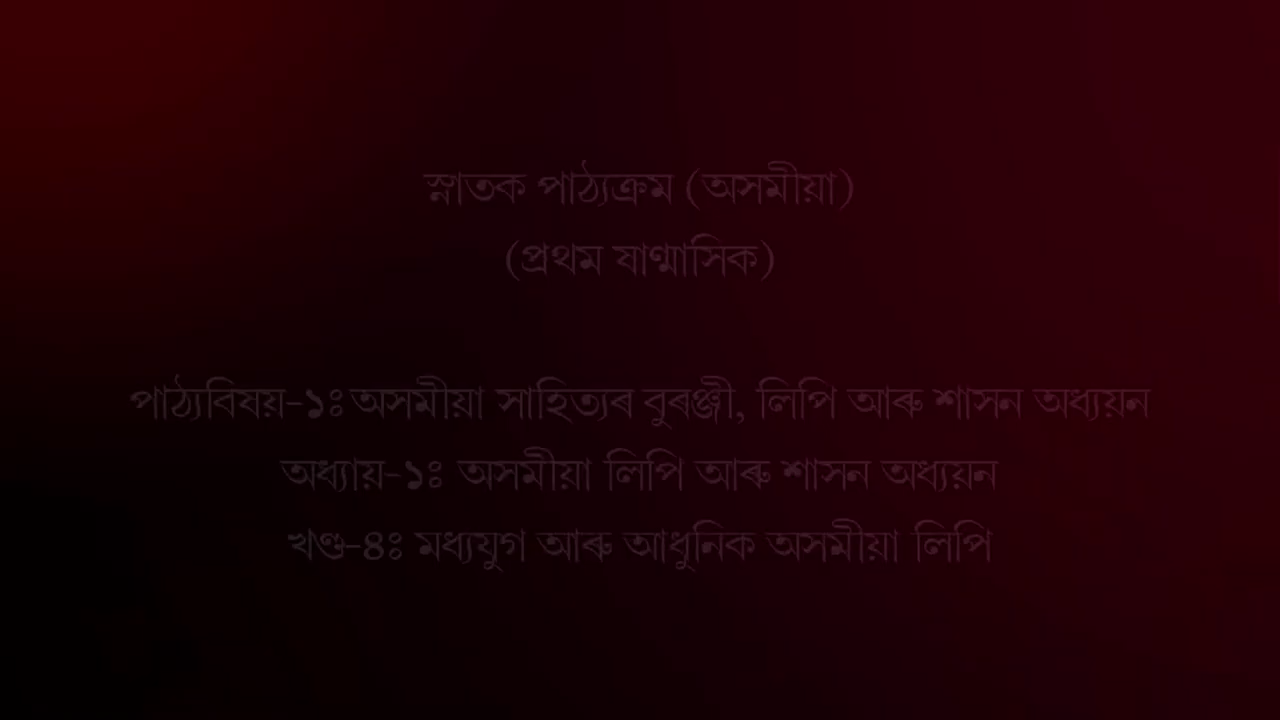 স্নাতক পাঠ্যক্ৰম (অসমীয়া)
(প্ৰথম ষাণ্মাসিক)
পাঠ্যবিষয়-১ঃ অসমীয়া সাহিত্যৰ বুৰঞ্জী, লিপি আৰু শাসন অধ্যয়ন
অধ্যায়-১ঃ অসমীয়া লিপি আৰু শাসন অধ্যয়ন
খণ্ড-৪ঃ মধ্যযুগ আৰু আধুনিক অসমীয়া লিপি